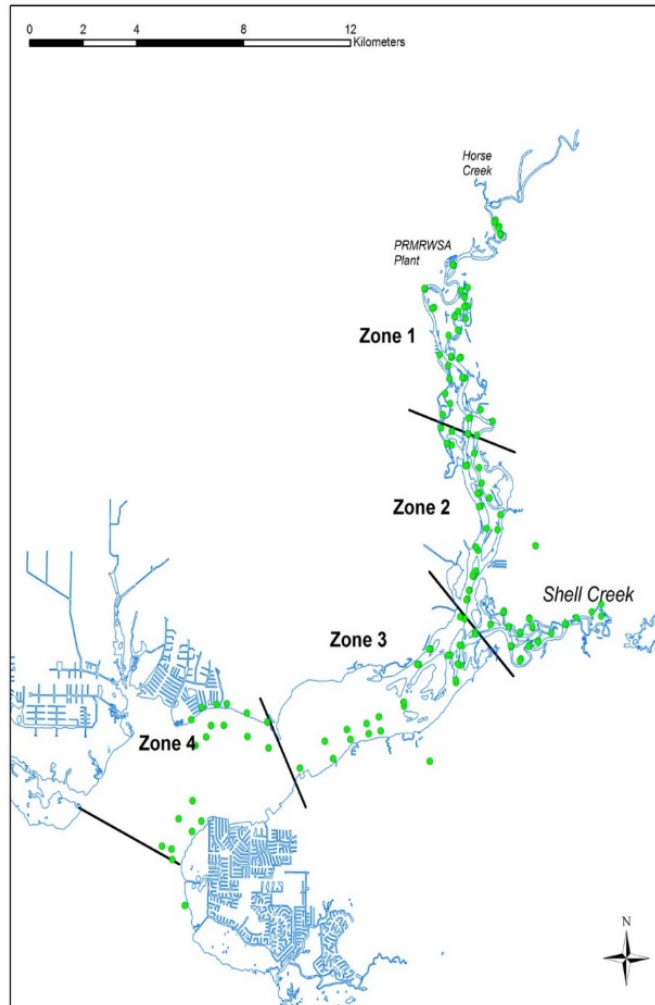 0 2 4 8 12
Kilometers
Horse
Creek
PRMRWSA
Plant
Zone 1
Zone 2
Shell Creek
Zone 3
Zone 4
N